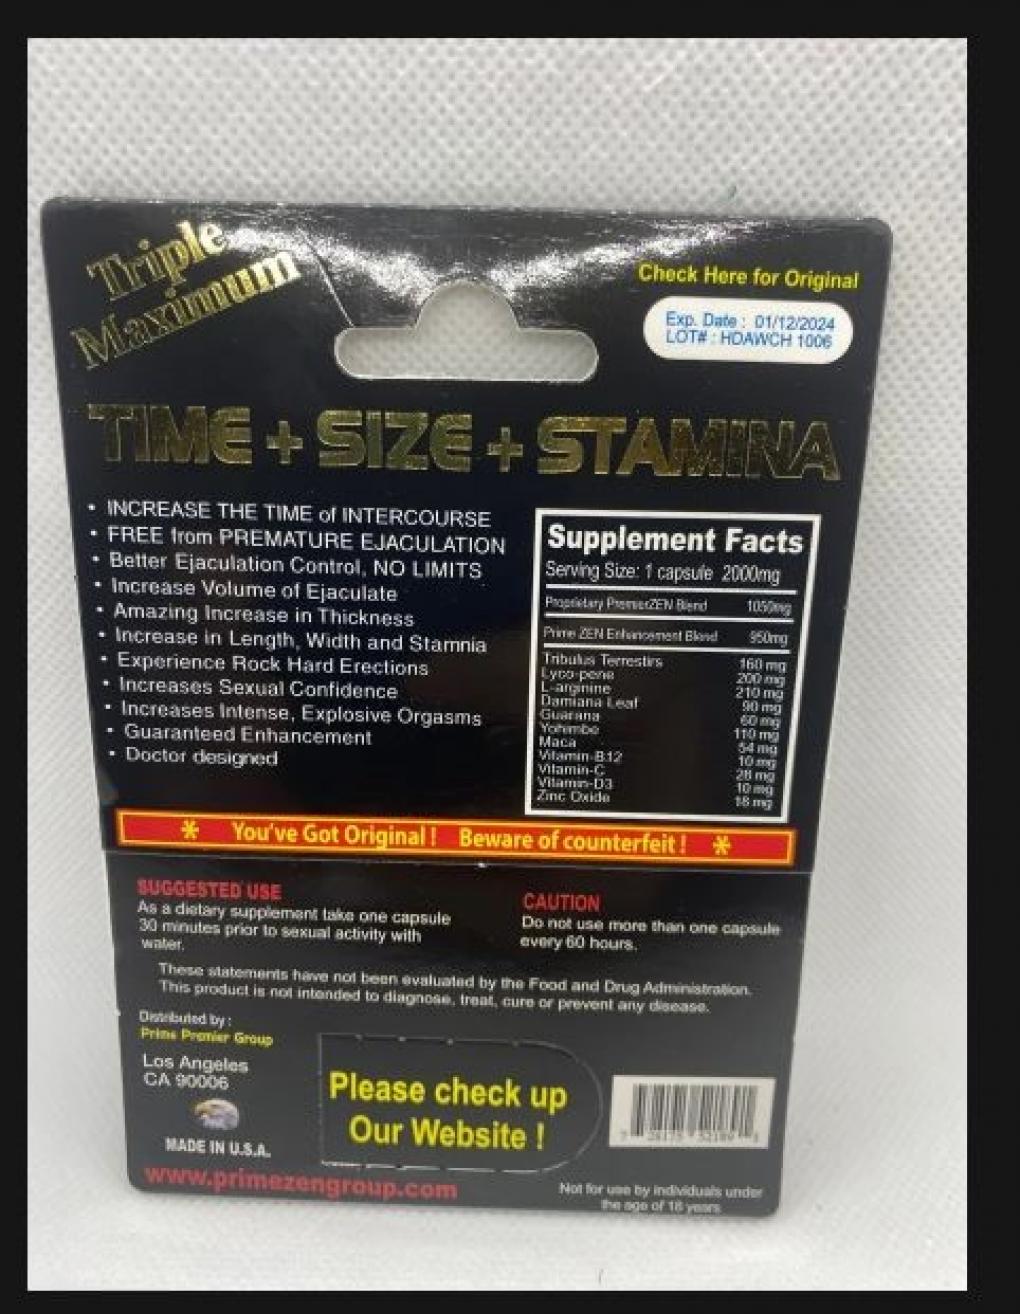 Triple
Maximum
Check Here for Original
Exp. Date : 01/12/2024
LOT# : HDAWCH 1006
TIME + SIZE + STAMINA
• INCREASE THE TIME of INTERCOURSE
• FREE from PREMATURE EJACULATION
• Better Ejaculation Control, NO LIMITS
• Increase Volume of Ejaculate
• Amazing Increase in Thickness
• Increase in Length, Width and Stamnia
• Experience Rock Hard Erections
• Increases Sexual Confidence
• Increases Intense, Explosive Orgasms
• Guaranteed Enhancement
• Doctor designed
Supplement Facts
Serving Size: 1 capsule 2000mg
Proprietary PremierZEN Blend 1050mg
Prime ZEN Enhancement Blend 950mg
Tribulus Terrestirs 160 mg
Lyco-pene 200 mg
L-arginine 210 mg
Damiana Leaf 90 mg
Guarana 60 mg
Yohimbe 110 mg
Maca 54 mg
Vitamin-B12 10 mg
Vitamin-C 28 mg
Vitamin-D3 10 mg
Zinc Oxide 18 mg
* You've Got Original ! Beware of counterfeit ! *
SUGGESTED USE
As a dietary supplement take one capsule
30 minutes prior to sexual activity with
water.
CAUTION
Do not use more than one capsule
every 60 hours.
These statements have not been evaluated by the Food and Drug Administration.
This product is not intended to diagnose, treat, cure or prevent any disease.
Distributed by :
Prime Premier Group
Los Angeles
CA 90006
MADE IN U.S.A.
www.primezengroup.com
Please check up
Our Website !
Not for use by individuals under
the age of 18 years